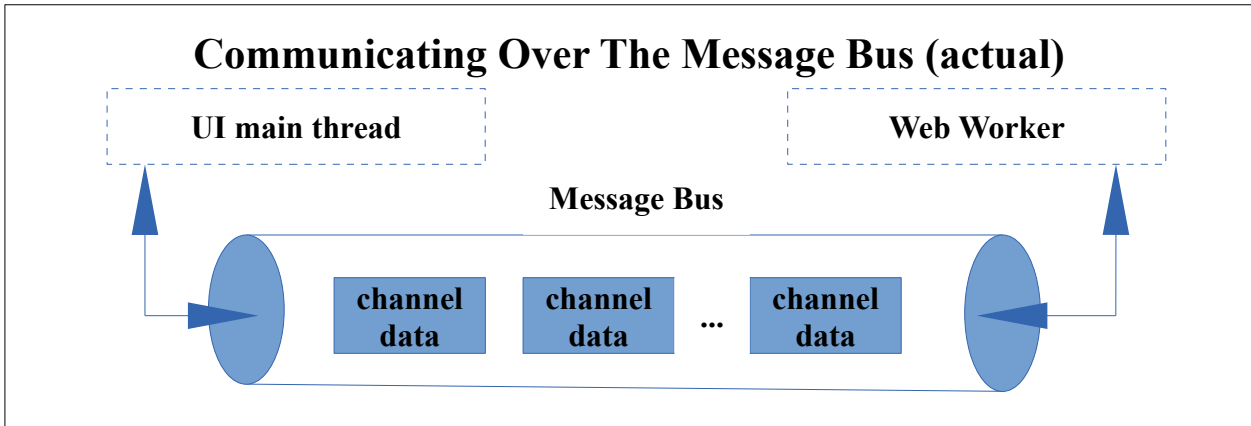 Communicating Over The Message Bus (actual)
UI main thread
Web Worker
Message Bus
channel
data
channel
data
...
channel
data